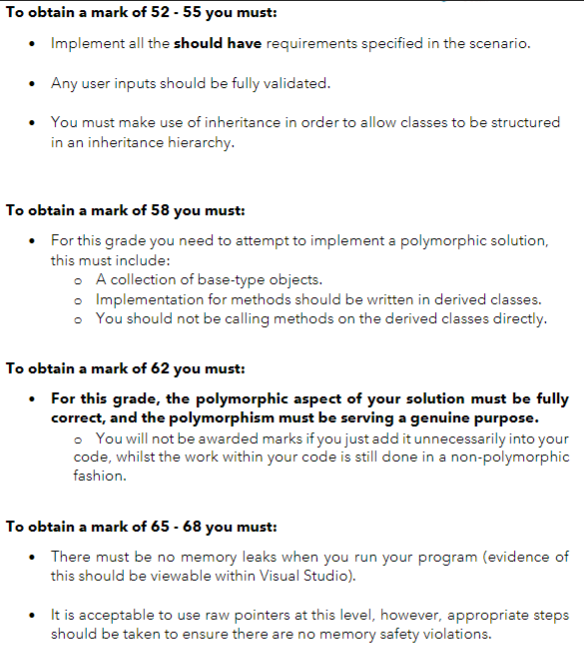 To obtain a mark of 52 - 55 you must:
• Implement all the should have requirements specified in the scenario.
• Any user inputs should be fully validated.
• You must make use of inheritance in order to allow classes to be structured
in an inheritance hierarchy.
To obtain a mark of 58 you must:
• For this grade you need to attempt to implement a polymorphic solution,
this must include:
o A collection of base-type objects.
o Implementation for methods should be written in derived classes.
o You should not be calling methods on the derived classes directly.
To obtain a mark of 62 you must:
• For this grade, the polymorphic aspect of your solution must be fully
correct, and the polymorphism must be serving a genuine purpose.
o You will not be awarded marks if you just add it unnecessarily into your
code, whilst the work within your code is still done in a non-polymorphic
fashion.
To obtain a mark of 65 - 68 you must:
• There must be no memory leaks when you run your program (evidence of
this should be viewable within Visual Studio).
• It is acceptable to use raw pointers at this level, however, appropriate steps
should be taken to ensure there are no memory safety violations.